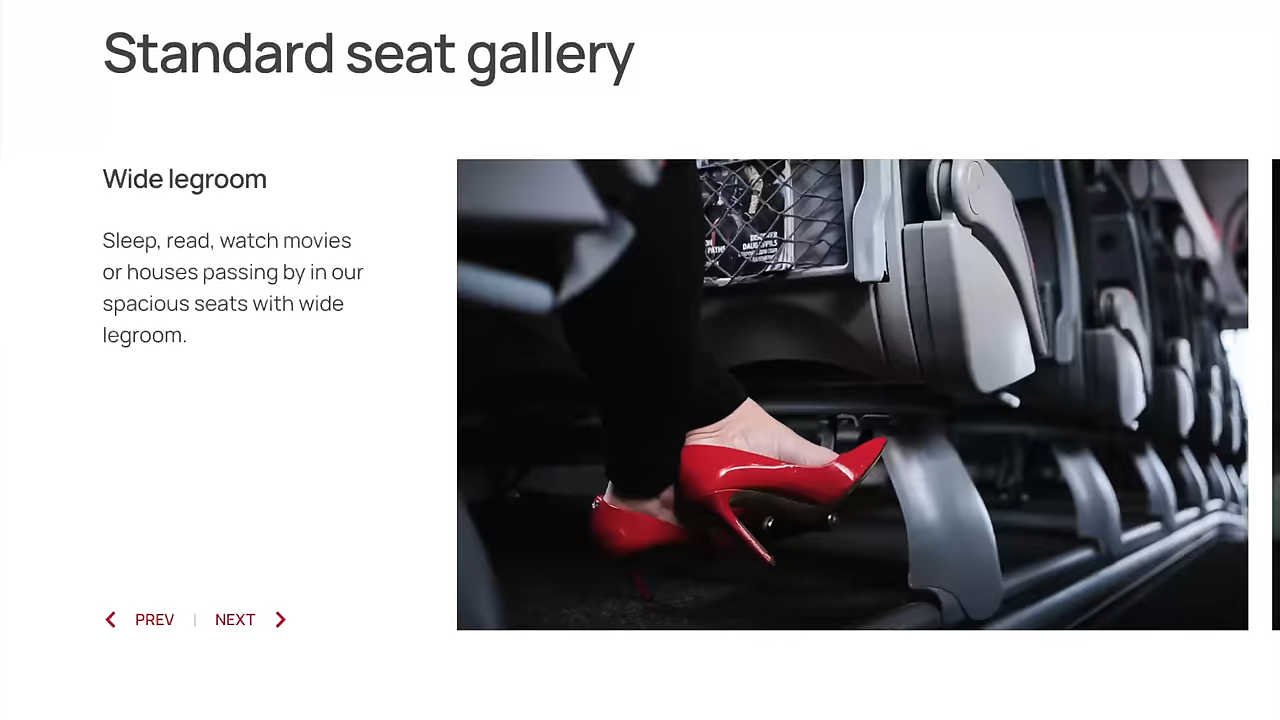 Standard seat gallery
Wide legroom
Sleep, read, watch movies
or houses passing by in our
spacious seats with wide
legroom.
PREV | NEXT